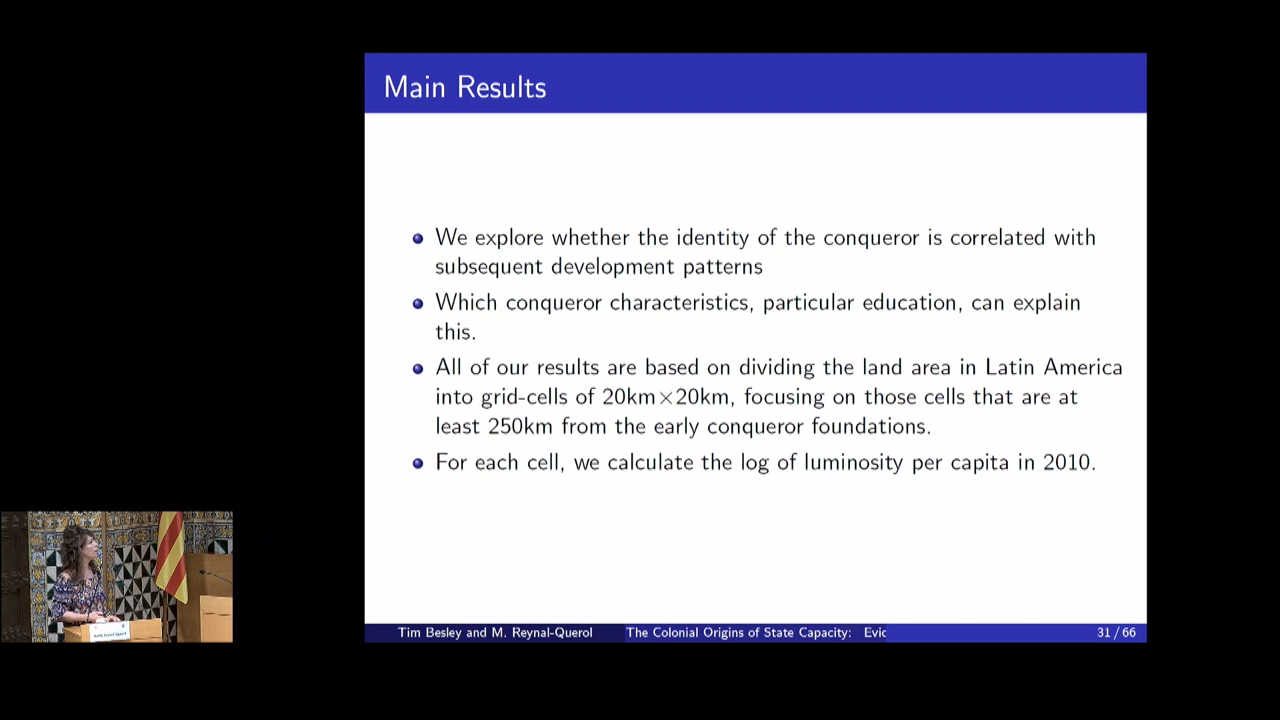 Main Results
We explore whether the identity of the conqueror is correlated with
subsequent development patterns
Which conqueror characteristics, particular education, can explain
this.
All of our results are based on dividing the land area in Latin America
into grid-cells of 20km×20km, focusing on those cells that are at
least 250km from the early conqueror foundations.
For each cell, we calculate the log of luminosity per capita in 2010.
Tim Besley and M. Reynal-Querol
The Colonial Origins of State Capacity: Evic
31 / 66